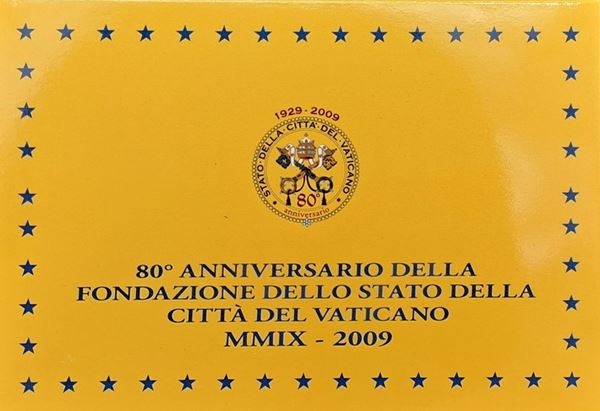 1929 - 2009
STATO · DELLA · CITTÀ · DEL · VATICANO
80°
anniversario
80° ANNIVERSARIO DELLA
FONDAZIONE DELLO STATO DELLA
CITTÀ DEL VATICANO
MMIX - 2009